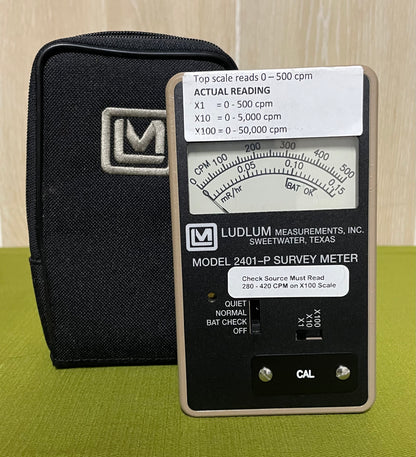 Top scale reads 0 – 500 cpm
ACTUAL READING
X1 = 0 - 500 cpm
X10 = 0 - 5,000 cpm
X100 = 0 - 50,000 cpm
0 CPM 100 200 300 400 500
0 0.05 0.10 0.15
mR/hr BAT OK
LM
LM
LUDLUM MEASUREMENTS, INC.
SWEETWATER, TEXAS
MODEL 2401-P SURVEY METER
Check Source Must Read
280 - 420 CPM on X100 Scale
QUIET
NORMAL
BAT CHECK
OFF
X100
X10
X1
CAL